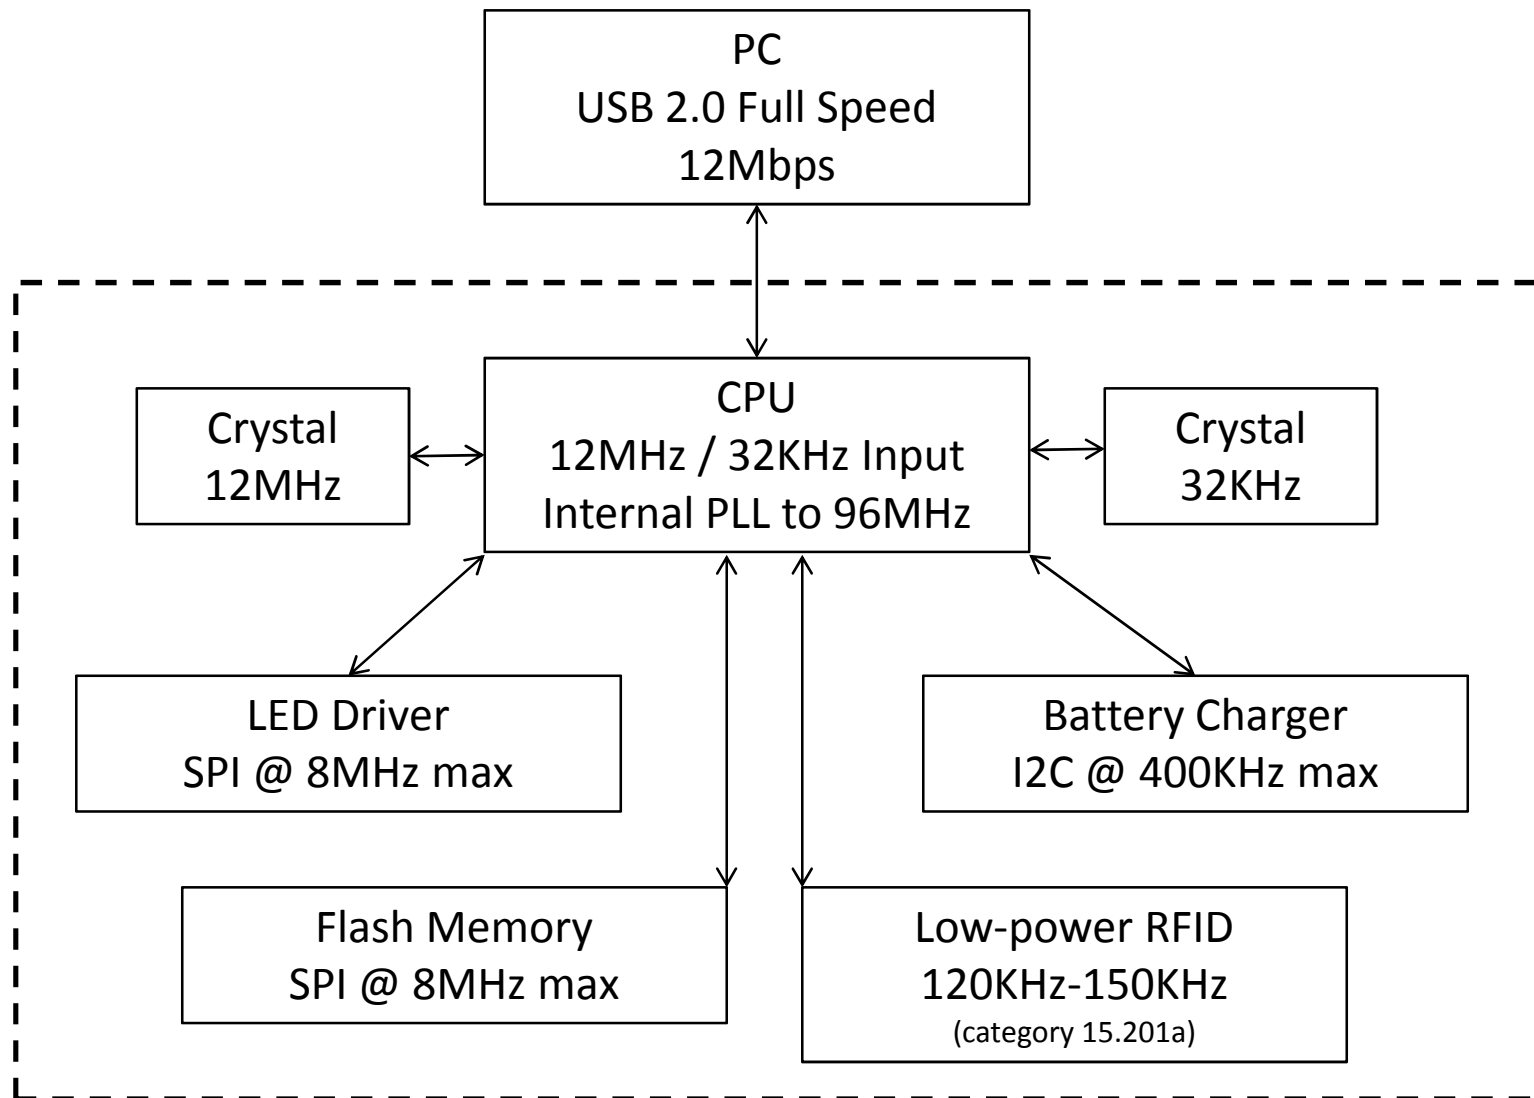 PC
USB 2.0 Full Speed
12Mbps
CPU
12MHz / 32KHz Input
Internal PLL to 96MHz
Crystal
12MHz
Crystal
32KHz
LED Driver
SPI @ 8MHz max
Battery Charger
I2C @ 400KHz max
Flash Memory
SPI @ 8MHz max
Low-power RFID
120KHz-150KHz
(category 15.201a)